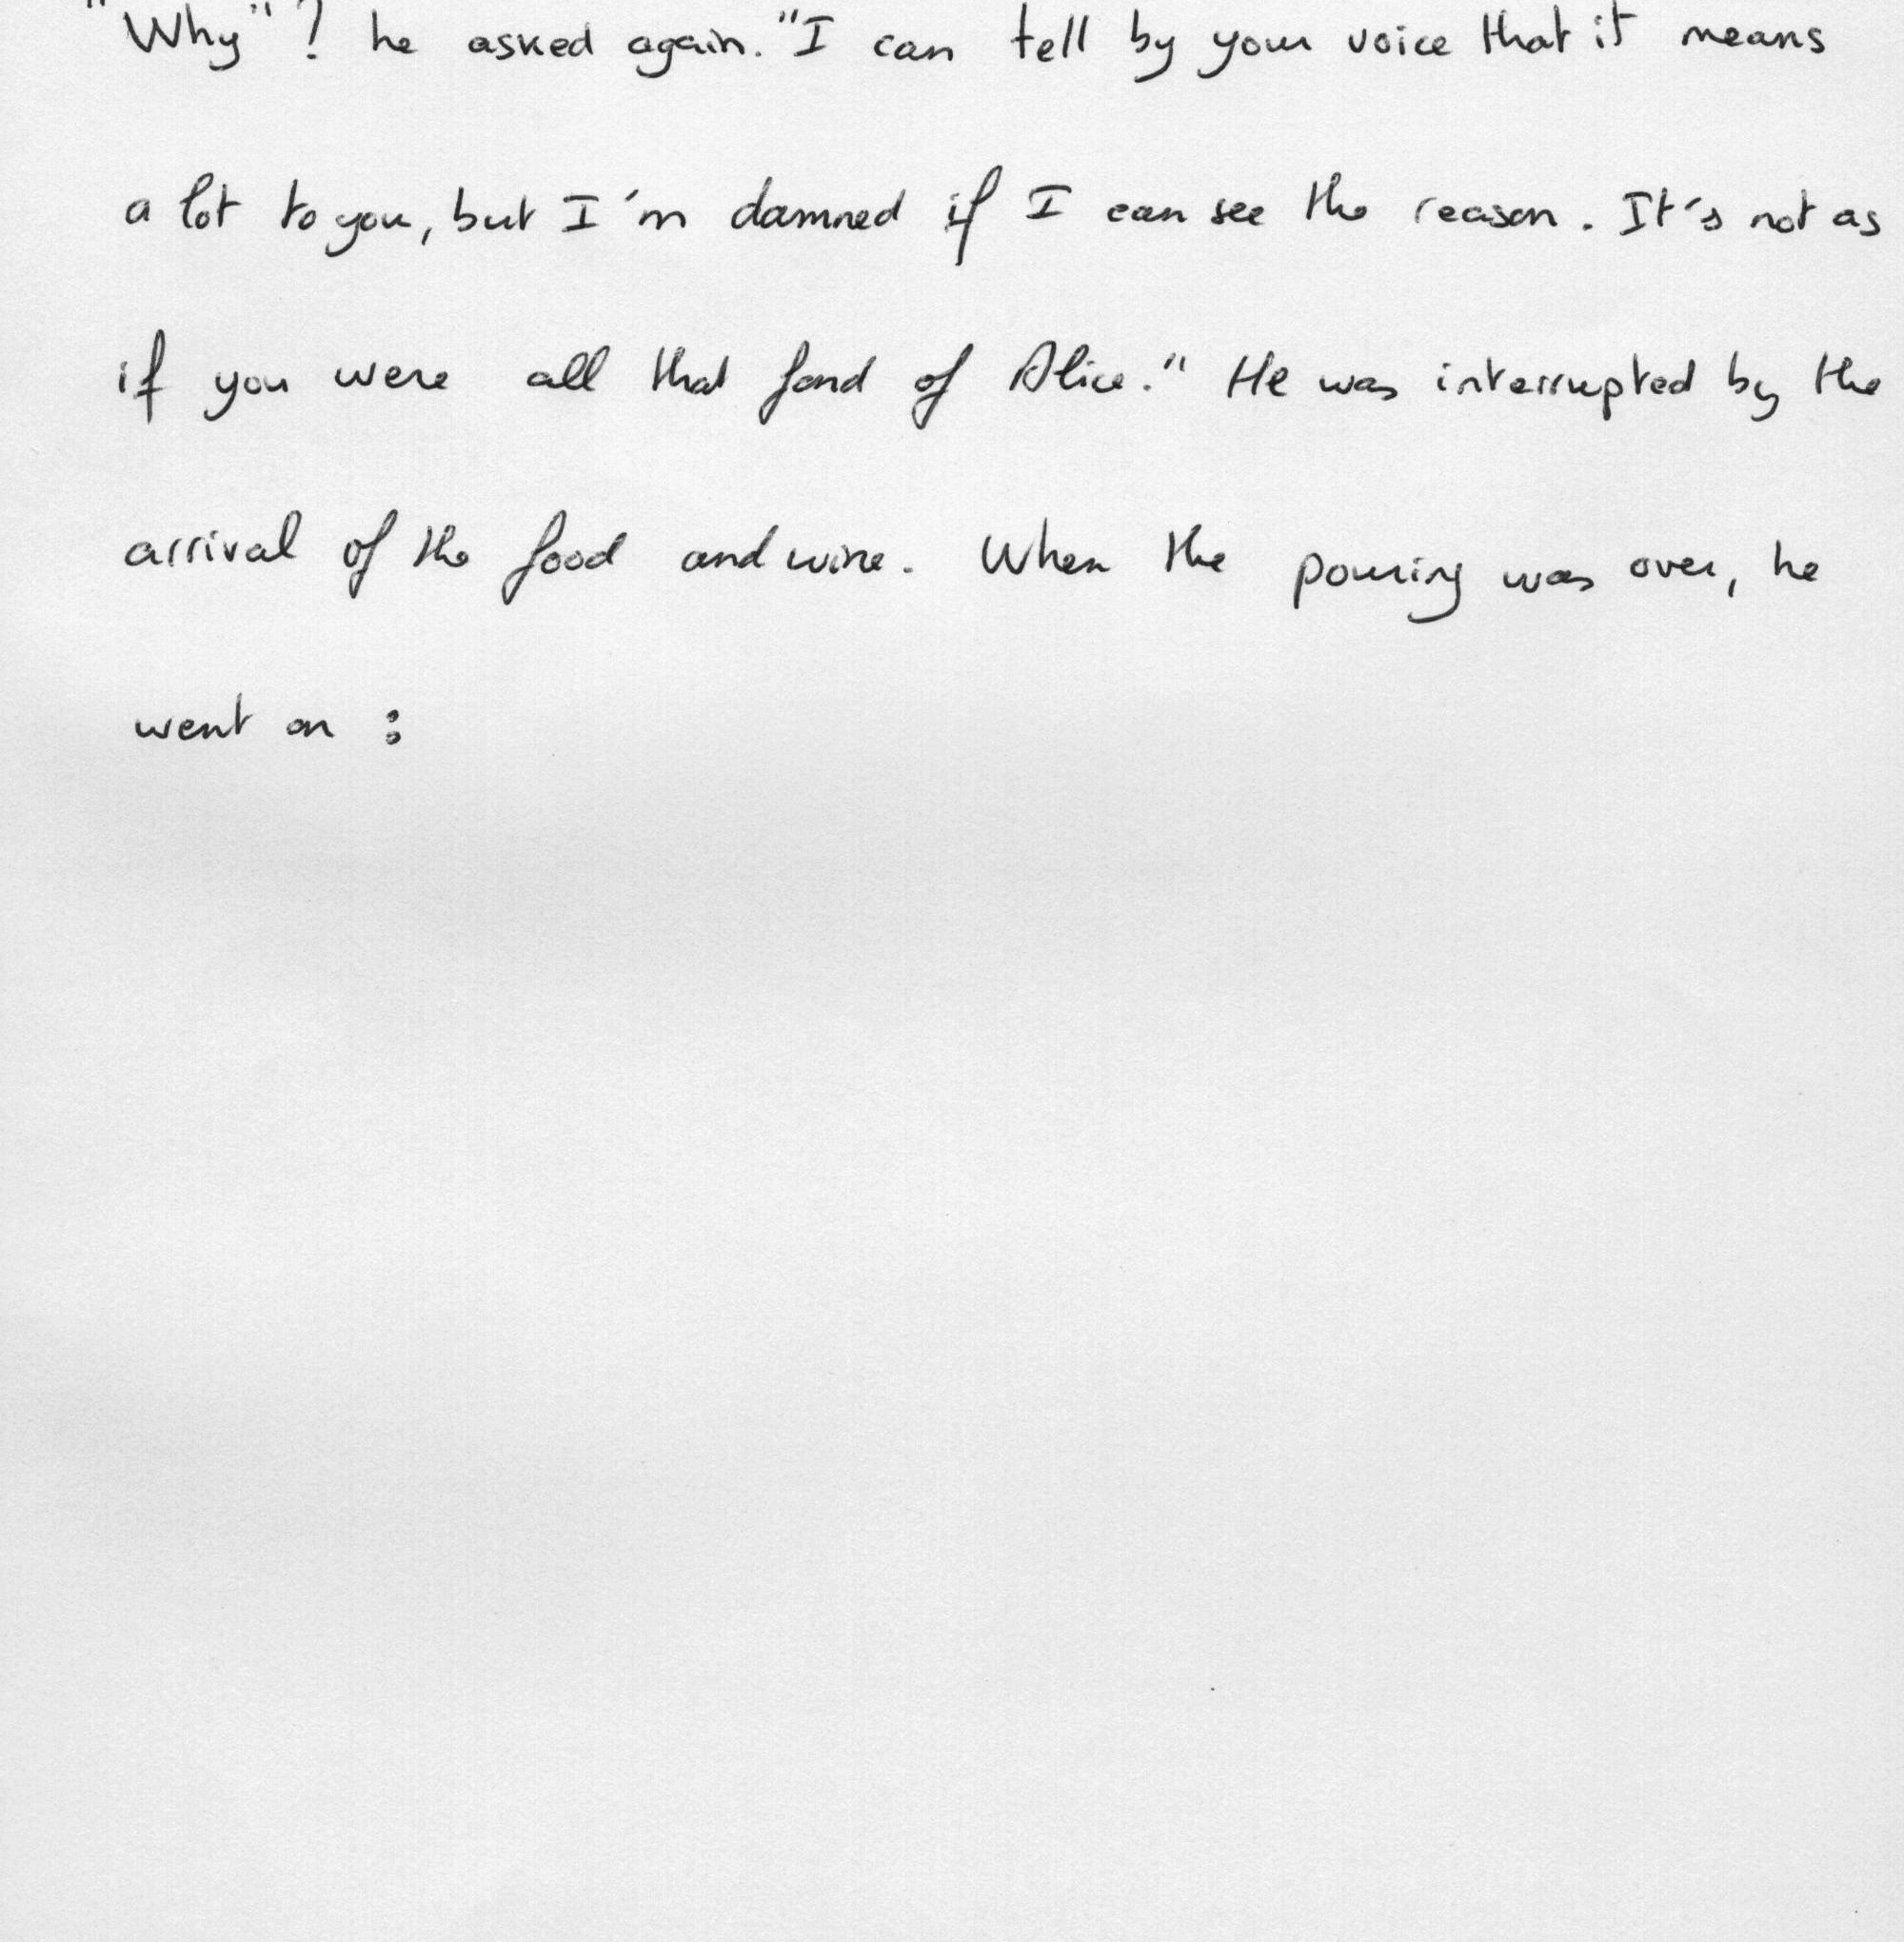 "Why"? he asked again. "I can tell by your voice that it means
a lot to you, but I'm damned if I can see the reason. It's not as
if you were all that fond of Alice." He was interrupted by the
arrival of the food and wine. When the pouring was over, he
went on :